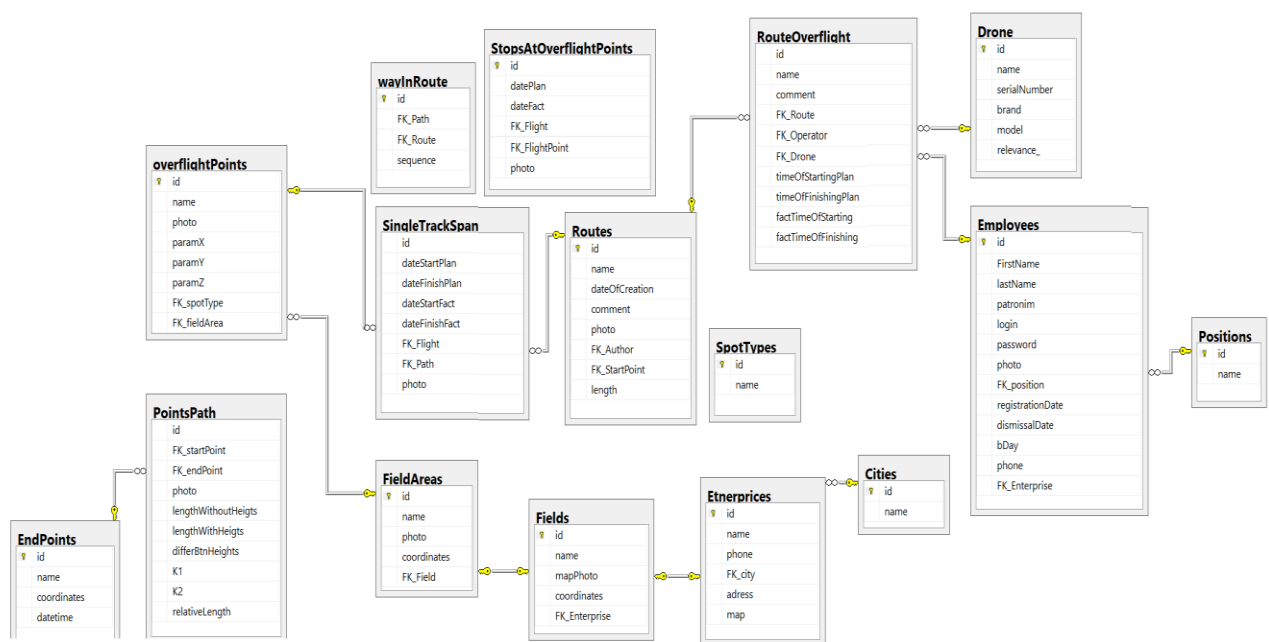 overflightPoints
id
name
photo
paramX
paramY
paramZ
FK_spotType
FK_fieldArea
wayInRoute
id
FK_Path
FK_Route
sequence
StopsAtOverflightPoints
id
datePlan
dateFact
FK_Flight
FK_FlightPoint
photo
RouteOverflight
id
name
comment
FK_Route
FK_Operator
FK_Drone
timeOfStartingPlan
timeOfFinishingPlan
factTimeOfStarting
factTimeOfFinishing
Drone
id
name
serialNumber
brand
model
relevance_
SingleTrackSpan
id
dateStartPlan
dateFinishPlan
dateStartFact
dateFinishFact
FK_Flight
FK_Path
photo
Routes
id
name
dateOfCreation
comment
photo
FK_Author
FK_StartPoint
length
SpotTypes
id
name
Employees
id
FirstName
lastName
patronim
login
password
photo
FK_position
registrationDate
dismissalDate
bDay
phone
FK_Enterprise
Positions
id
name
EndPoints
id
name
coordinates
datetime
PointsPath
id
FK_startPoint
FK_endPoint
photo
lengthWithoutHeigts
lengthWithHeigts
differBtnHeights
K1
K2
relativeLength
FieldAreas
id
name
photo
coordinates
FK_Field
Fields
id
name
mapPhoto
coordinates
FK_Enterprise
Etnerprices
id
name
phone
FK_city
adress
map
Cities
id
name